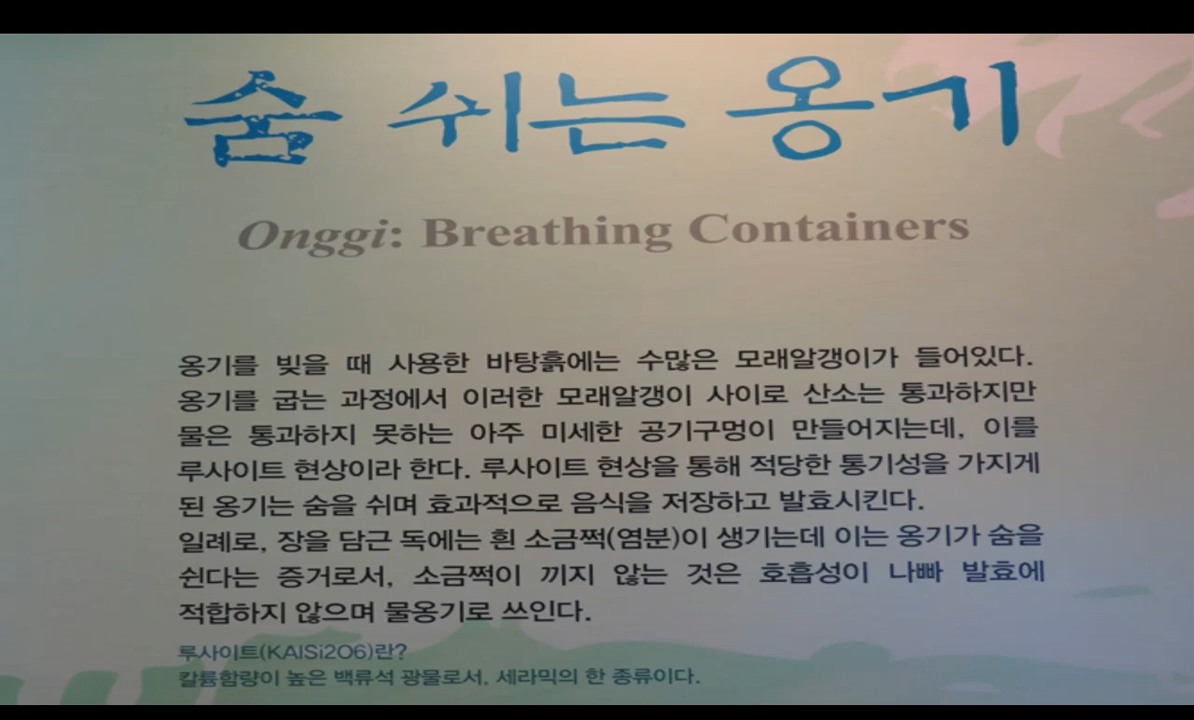 숨 쉬는 옹기
Onggi: Breathing Containers
옹기를 빚을 때 사용한 바탕흙에는 수많은 모래알갱이가 들어있다.
옹기를 굽는 과정에서 이러한 모래알갱이 사이로 산소는 통과하지만
물은 통과하지 못하는 아주 미세한 공기구멍이 만들어지는데, 이를
루사이트 현상이라 한다. 루사이트 현상을 통해 적당한 통기성을 가지게
된 옹기는 숨을 쉬며 효과적으로 음식을 저장하고 발효시킨다.
일례로, 장을 담근 독에는 흰 소금쩍(염분)이 생기는데 이는 옹기가 숨을
쉰다는 증거로서, 소금쩍이 끼지 않는 것은 호흡성이 나빠 발효에
적합하지 않으며 물옹기로 쓰인다.
루사이트(KAlSi2O6)란?
칼륨함량이 높은 백류석 광물로서, 세라믹의 한 종류이다.